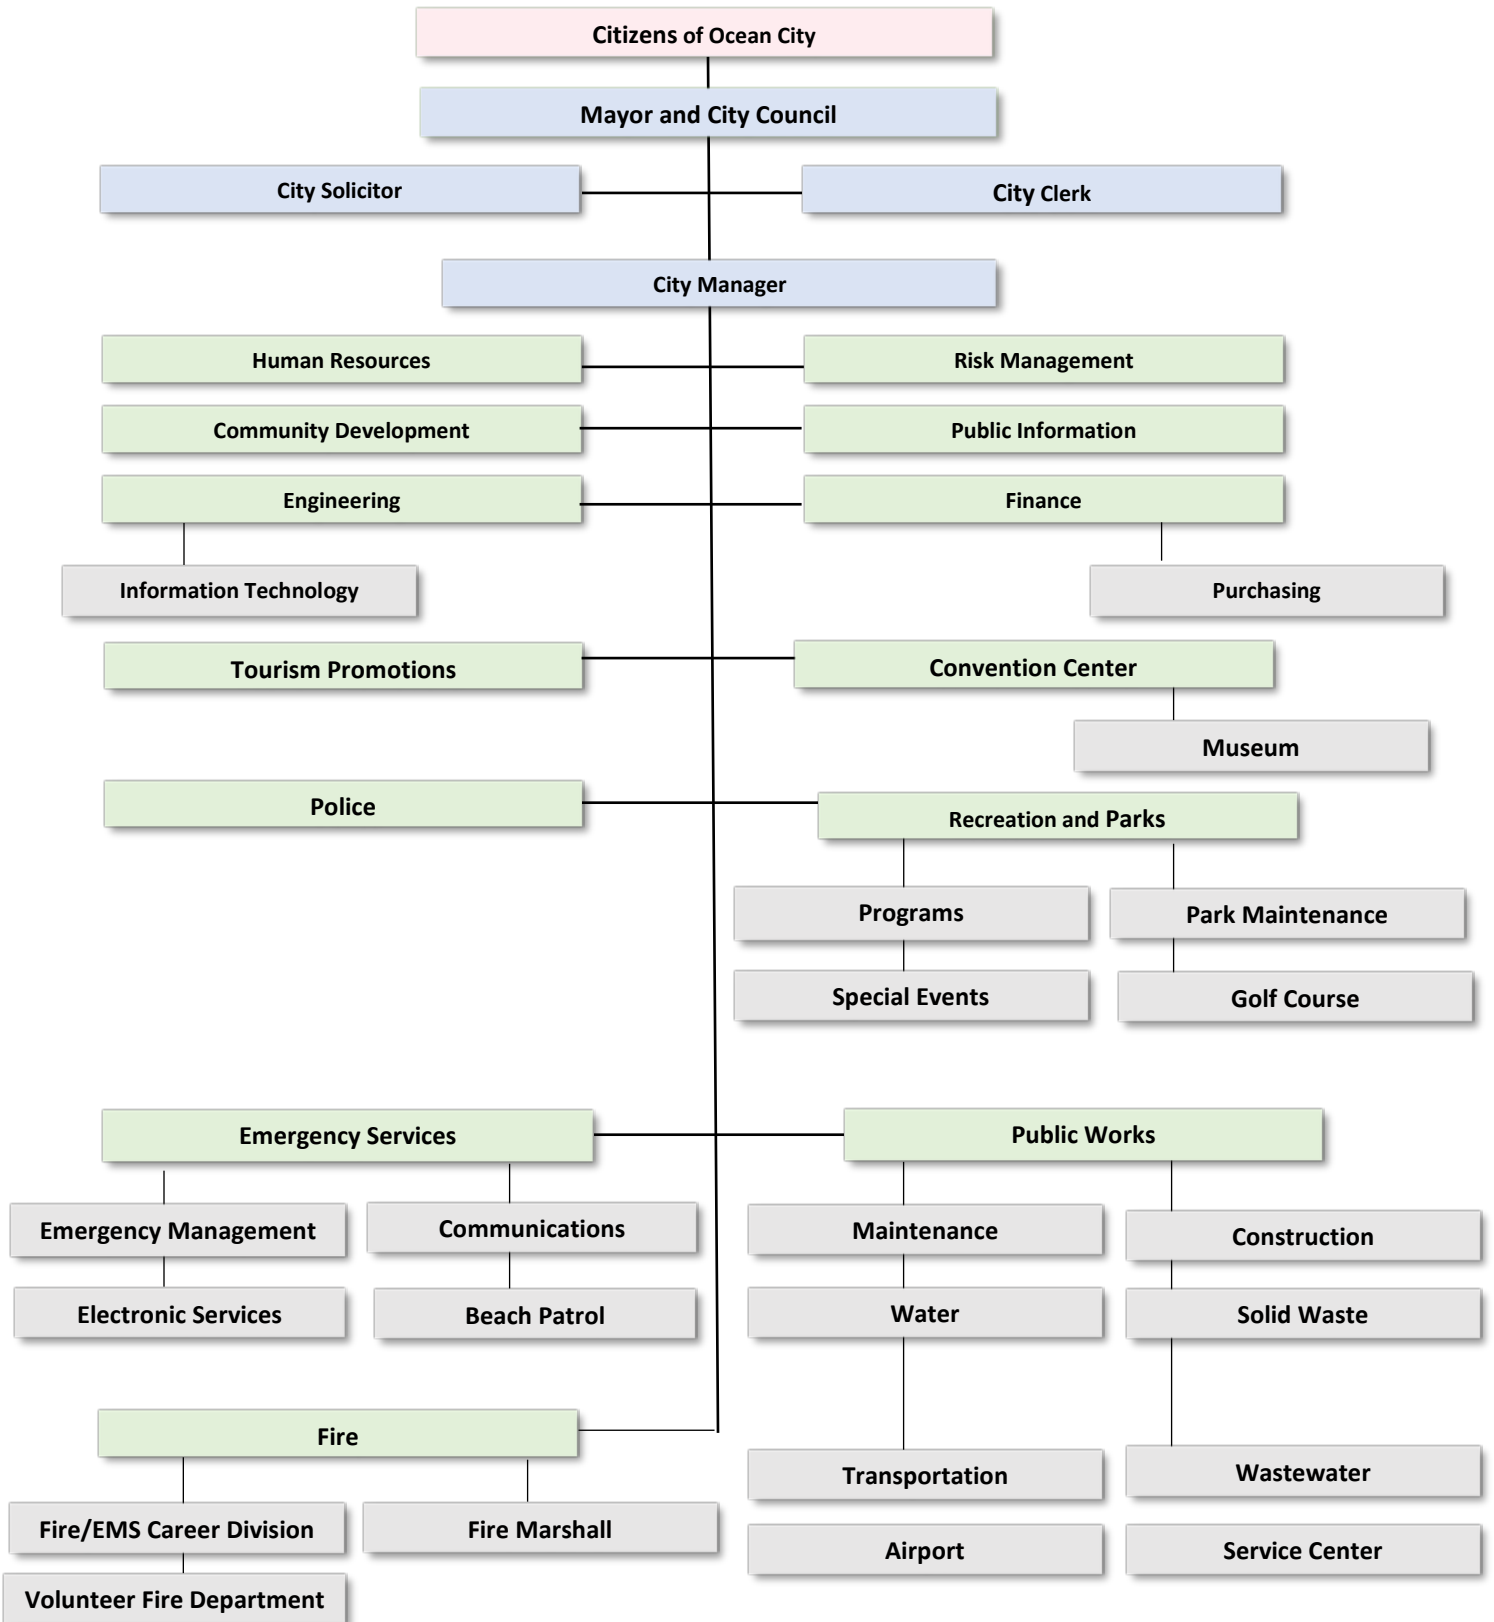 Citizens of Ocean City
Mayor and City Council
City Solicitor
City Clerk
City Manager
Human Resources
Risk Management
Community Development
Public Information
Engineering
Finance
Information Technology
Purchasing
Tourism Promotions
Convention Center
Museum
Police
Recreation and Parks
Programs
Park Maintenance
Special Events
Golf Course
Emergency Services
Public Works
Emergency Management
Communications
Maintenance
Construction
Electronic Services
Beach Patrol
Water
Solid Waste
Fire
Transportation
Wastewater
Fire/EMS Career Division
Fire Marshall
Airport
Service Center
Volunteer Fire Department